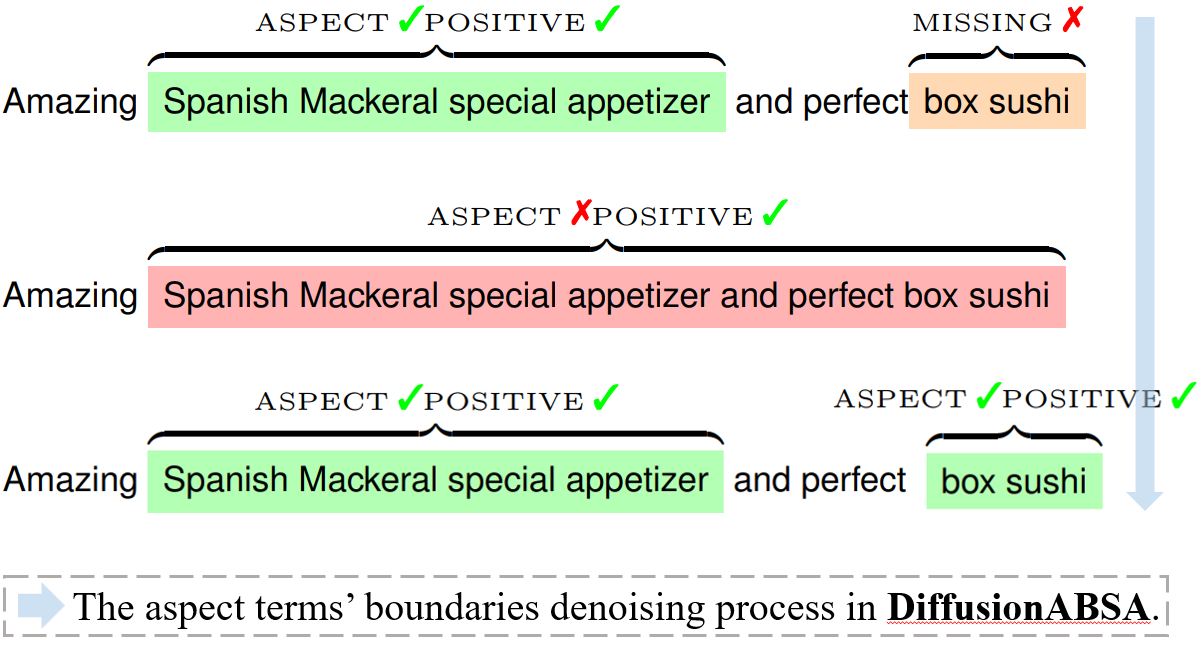 ASPECT ✓ POSITIVE ✓ MISSING ✗
Amazing Spanish Mackeral special appetizer and perfect box sushi
ASPECT ✗ POSITIVE ✓
Amazing Spanish Mackeral special appetizer and perfect box sushi
ASPECT ✓ POSITIVE ✓ ASPECT ✓ POSITIVE ✓
Amazing Spanish Mackeral special appetizer and perfect box sushi
The aspect terms’ boundaries denoising process in DiffusionABSA.